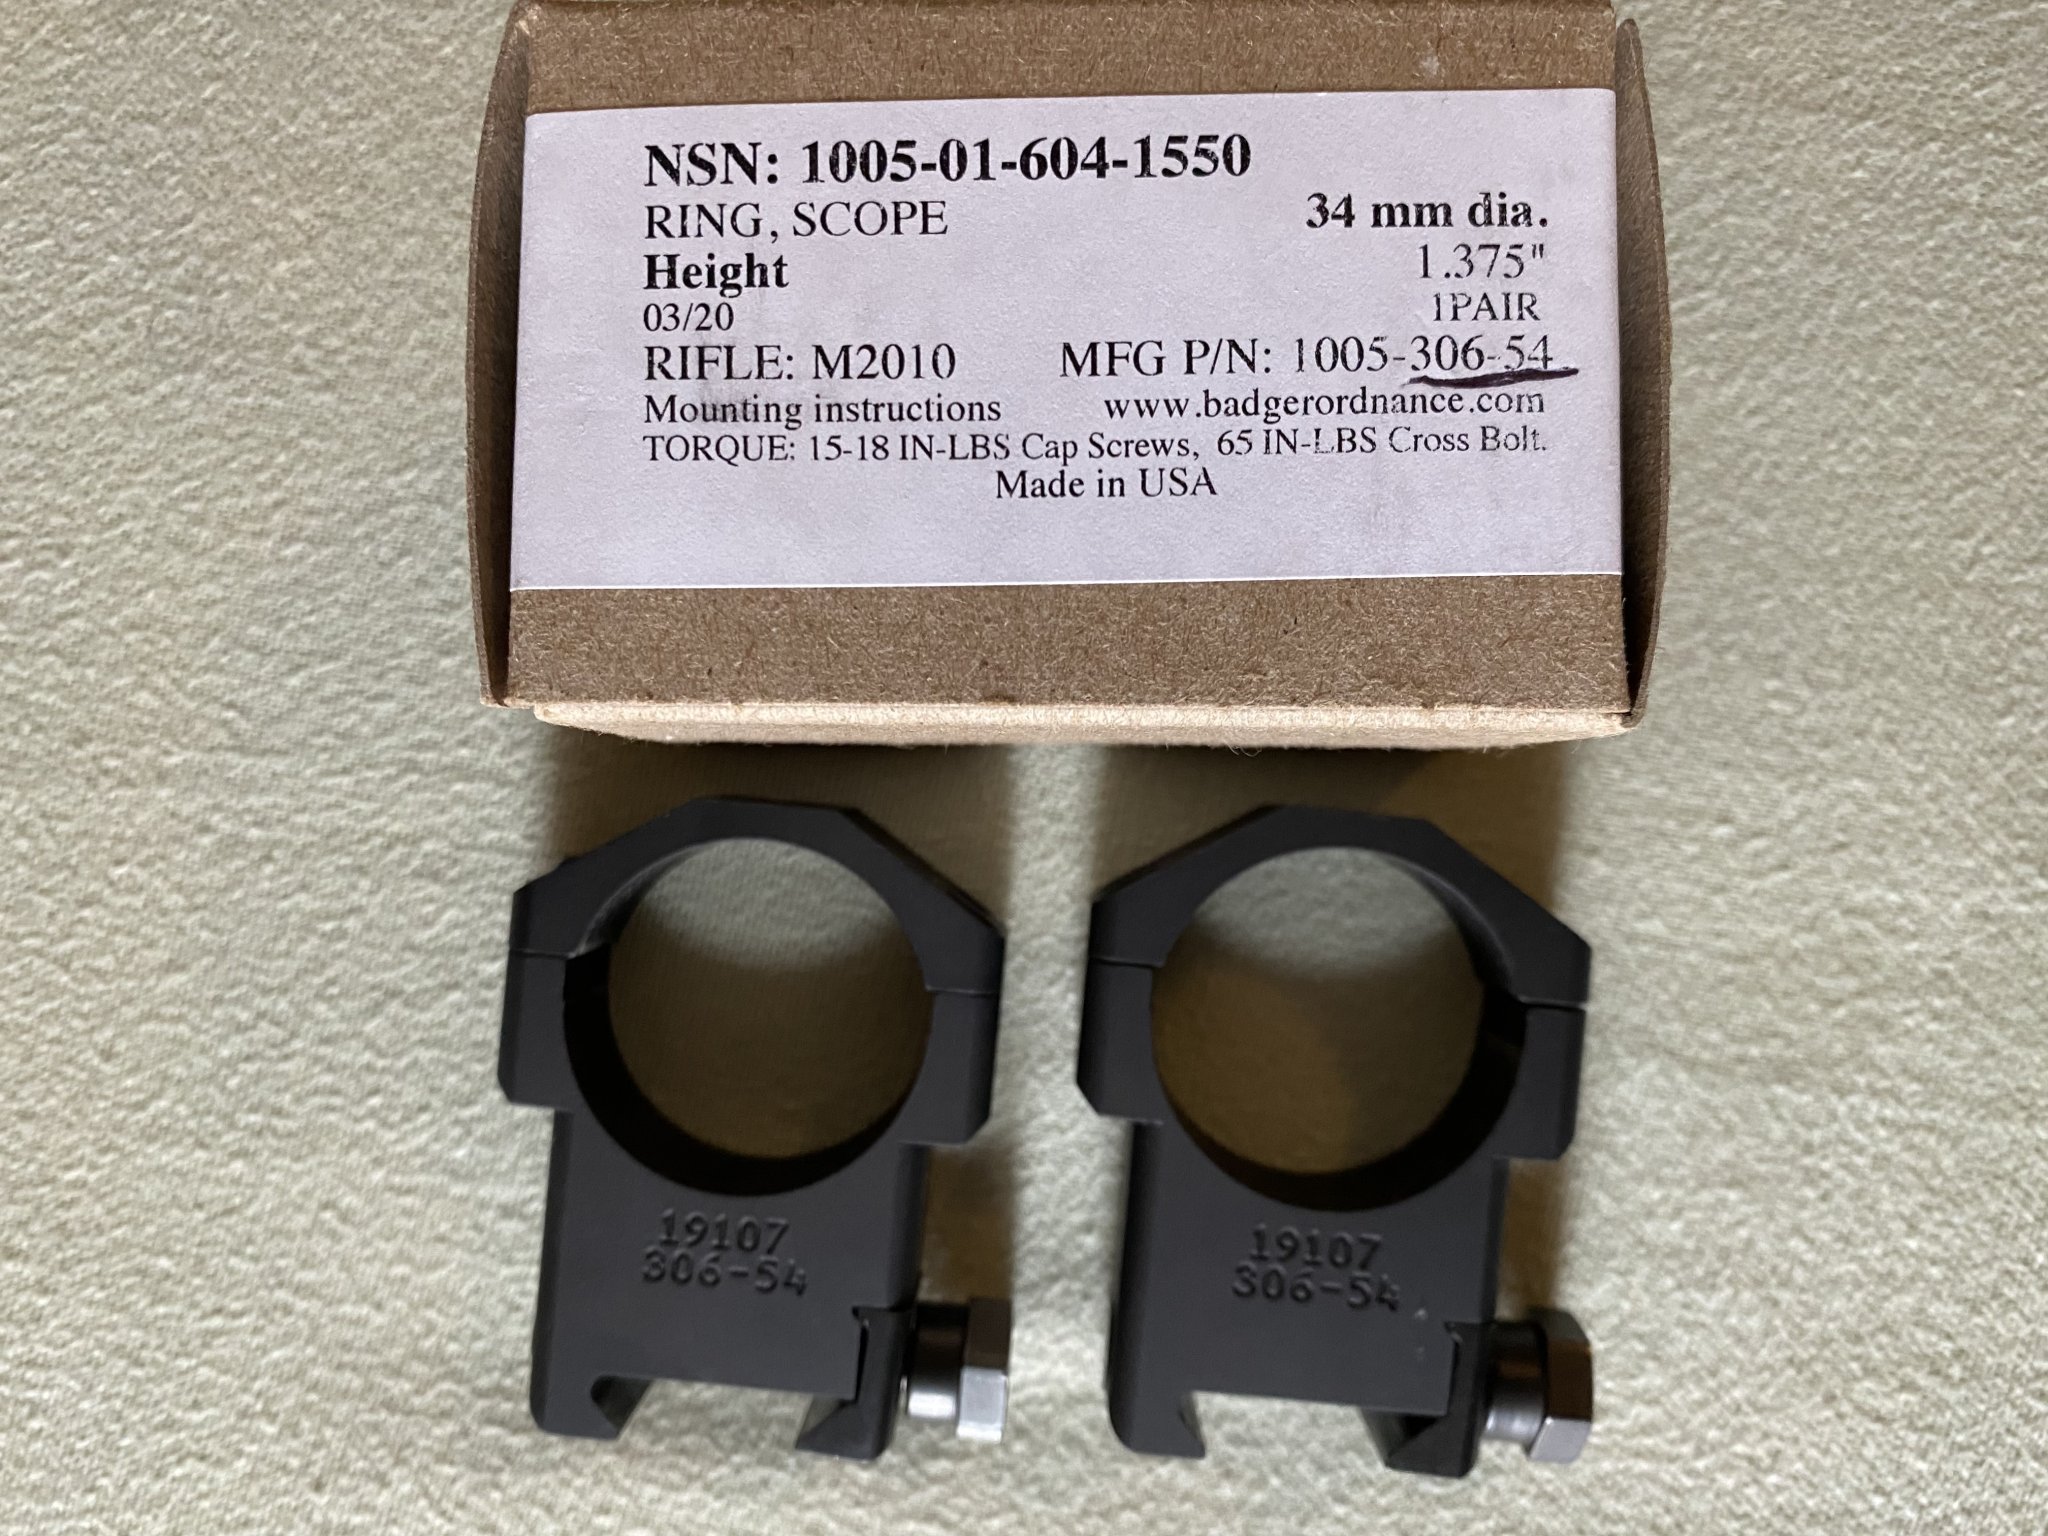 NSN: 1005-01-604-1550
RING, SCOPE 34 mm dia.
Height 1.375"
03/20 1PAIR
RIFLE: M2010 MFG P/N: 1005-306-54
Mounting instructions www.badgerordnance.com
TORQUE: 15-18 IN-LBS Cap Screws, 65 IN-LBS Cross Bolt.
Made in USA
19107
306-54
19107
306-54